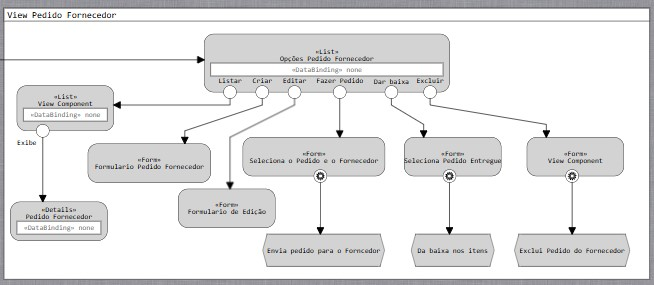 View Pedido Fornecedor
«List»
Opções Pedido Fornecedor
«DataBinding» none
Listar Criar Editar Fazer Pedido Dar baixa Excluir
«List»
View Component
«DataBinding» none
Exibe
«Form»
Formulario Pedido Fornecedor
«Form»
Seleciona o Pedido e o Fornecedor
«Form»
Seleciona Pedido Entregue
«Form»
View Component
«Form»
Formulario de Edição
«Details»
Pedido Fornecedor
«DataBinding» none
Envia pedido para o Forncedor
Da baixa nos itens
Exclui Pedido do Fornecedor